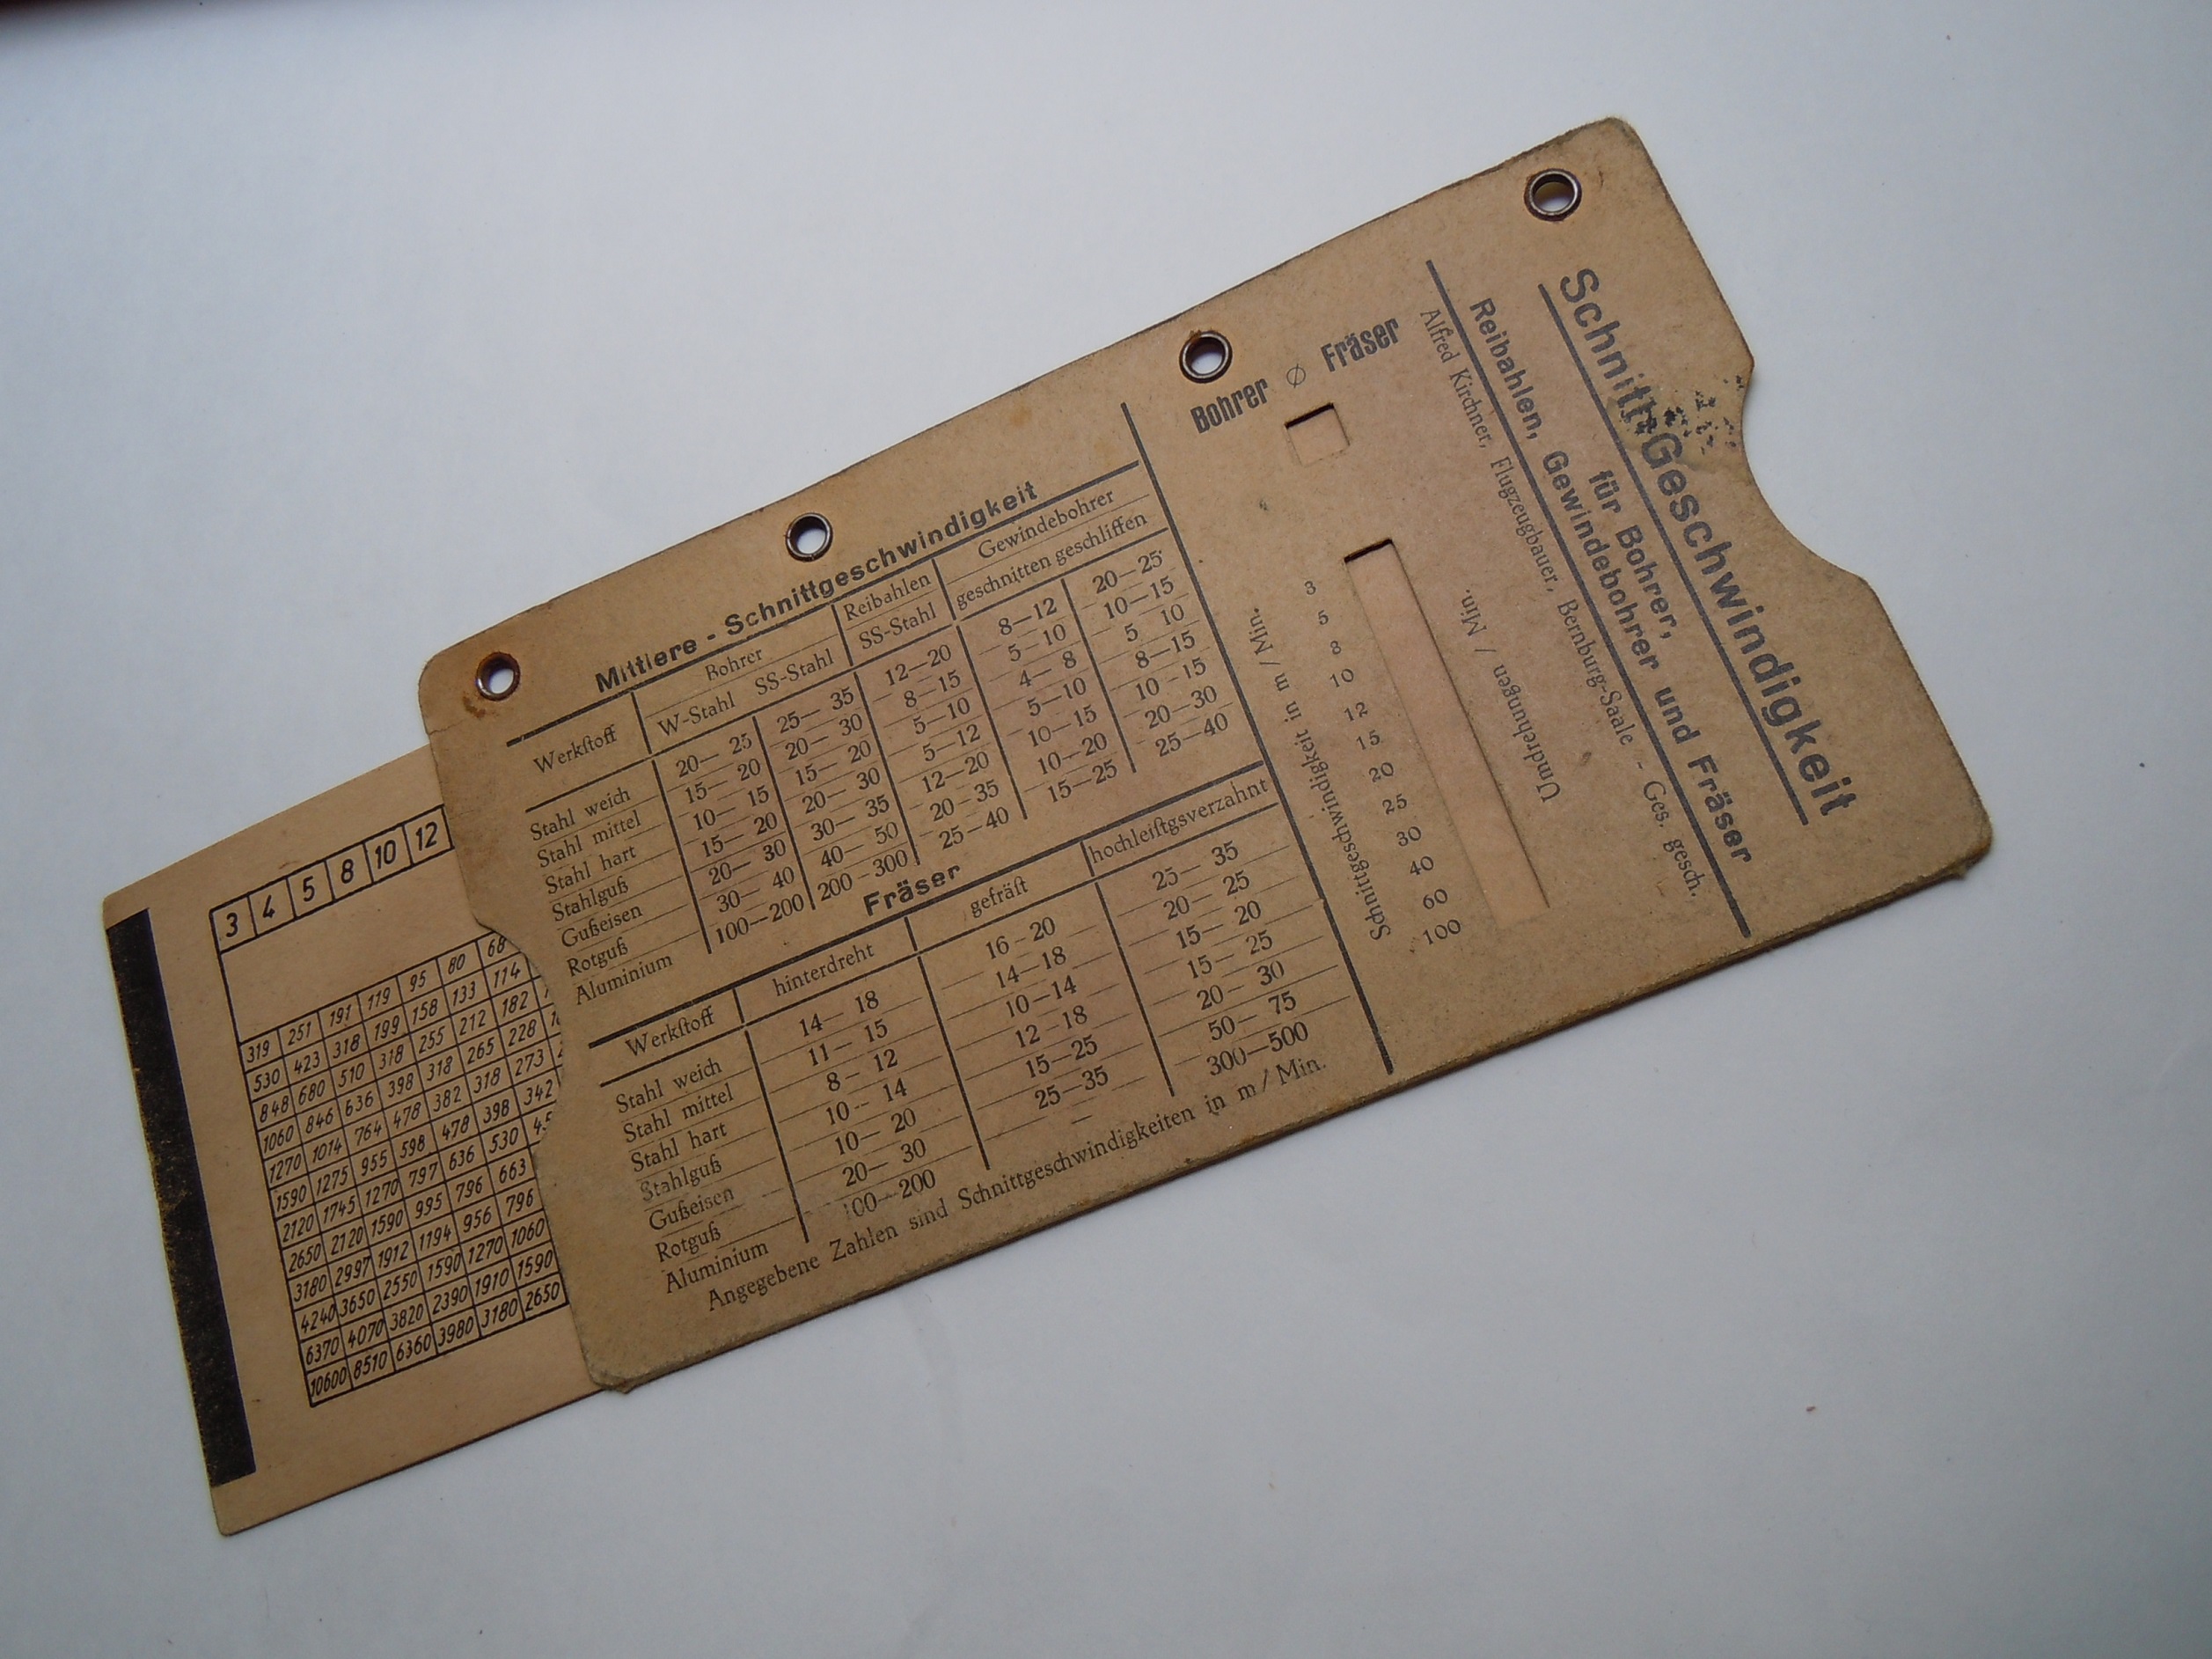 Schnitt-Geschwindigkeit
für Bohrer,
Reibahlen, Gewindebohrer und Fräser
Alfred Kirchner, Flugzeugbauer, Bernburg-Saale - Ges. gesch.
Bohrer ∅ Fräser
Umdrehungen / Min.
Schnittgeschwindigkeit in m / Min.
3
5
8
10
12
15
20
25
30
40
60
100
Mittlere - Schnittgeschwindigkeit
Werkstoff Bohrer Reibahlen Gewindebohrer
W-Stahl SS-Stahl SS-Stahl geschnitten geschliffen
Stahl weich 20— 25 25— 35 12—20 8—12 20—25
Stahl mittel 15— 20 20— 30 8—15 5—10 10—15
Stahl hart 10— 15 15— 20 5—10 4— 8 5 10
Stahlguß 15— 20 20— 30 5—12 5—10 8—15
Gußeisen 20— 30 30— 35 12—20 10—15 10-15
Rotguß 30— 40 40— 50 20-35 10—20 20—30
Aluminium 100—200 200-300 25—40 15—25 25—40
Fräser
Werkstoff hinterdreht gefräst hochleistgsverzahnt
Stahl weich 14— 18 16-20 25— 35
Stahl mittel 11— 15 14—18 20— 25
Stahl hart 8— 12 10—14 15— 20
Stahlguß 10— 14 12-18 15— 25
Gußeisen 10— 20 15—25 20— 30
Rotguß 20— 30 25—35 50— 75
Aluminium 100—200 — 300—500
Angegebene Zahlen sind Schnittgeschwindigkeiten in m / Min.
3 4 5 8 10 12
319 251 191 119 95 80 68
530 423 318 199 158 133 114
848 680 510 318 255 212 182
1060 846 636 398 318 265 228
1270 1014 764 478 382 318 273
1590 1275 955 598 478 398 342
2120 1745 1270 797 636 530
2650 2120 1590 995 796 663
3180 2997 1912 1194 956 796
4240 3650 2550 1590 1270 1060
6370 4070 3820 2390 1910 1590
10600 8510 6360 3980 3180 2650